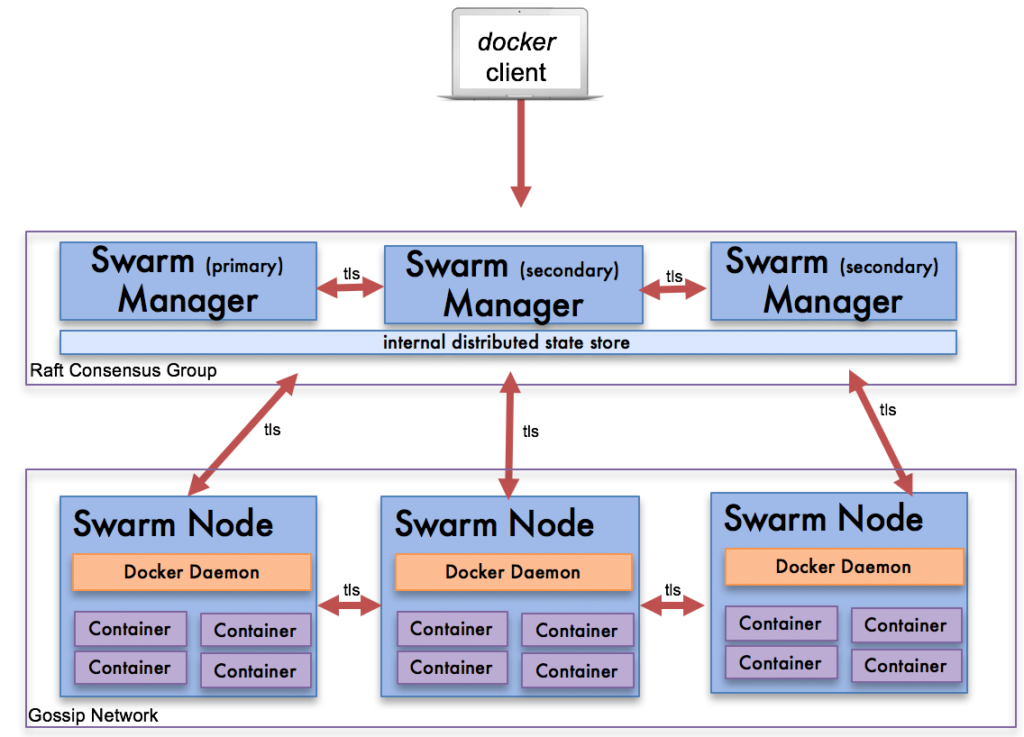 docker
client
Swarm (primary)
Manager
tls
Swarm (secondary)
Manager
tls
Swarm (secondary)
Manager
internal distributed state store
Raft Consensus Group
tls
tls
tls
Swarm Node
Docker Daemon
Container
Container
Container
Container
tls
Swarm Node
Docker Daemon
Container
Container
Container
Container
tls
Swarm Node
Docker Daemon
Container
Container
Container
Container
Gossip Network